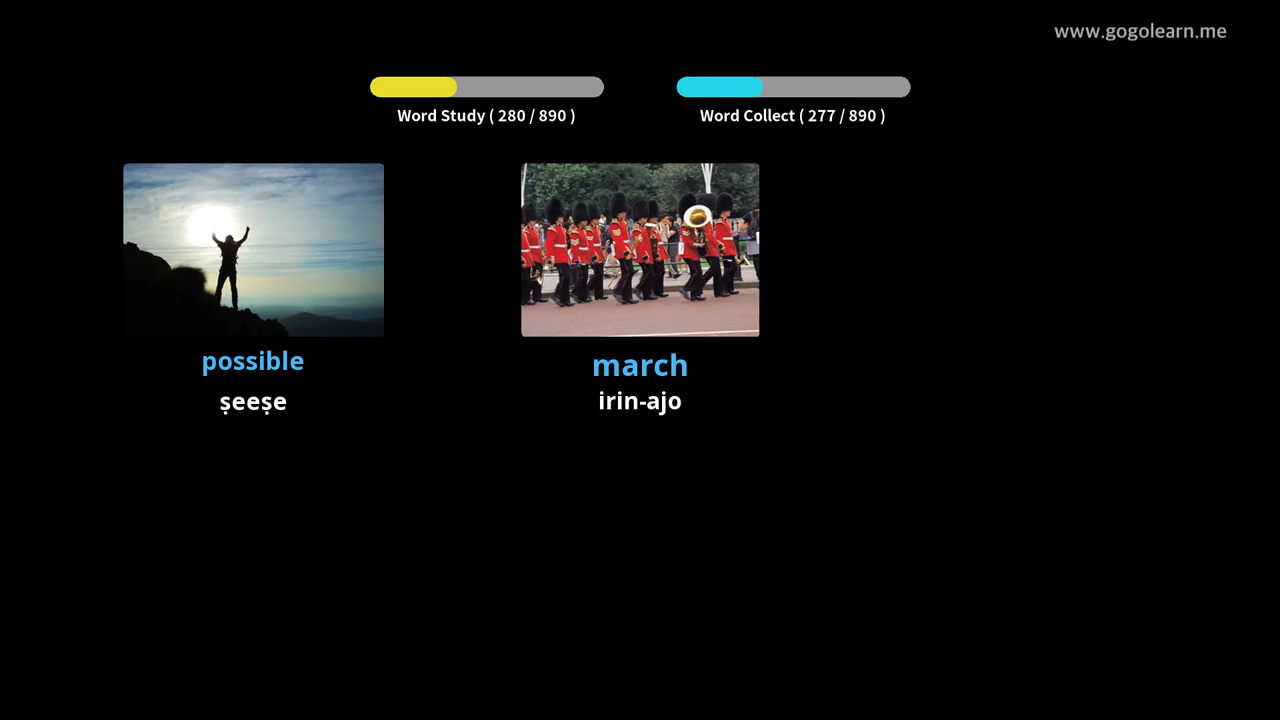 www.gogolearn.me
Word Study ( 280 / 890 )
Word Collect ( 277 / 890 )
possible
ṣeeṣe
march
irin-ajo